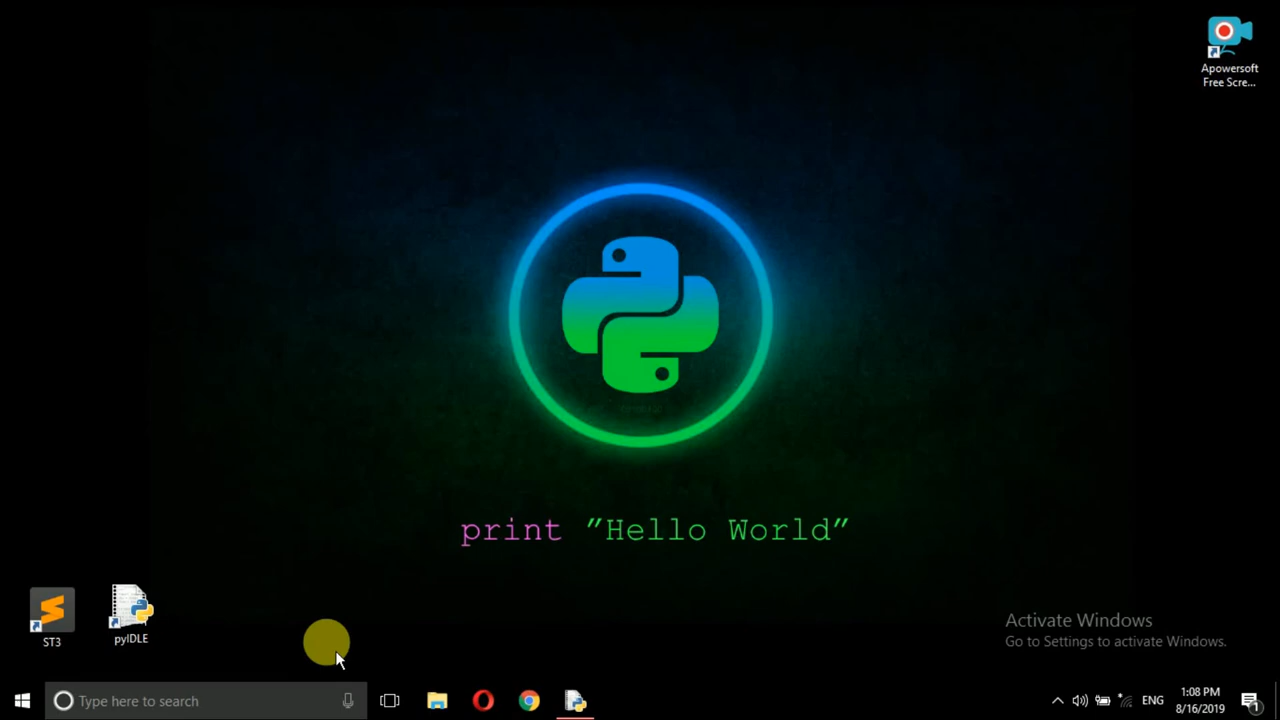 Apowersoft
Free Scre...
print "Hello World"
ST3
pyIDLE
Activate Windows
Go to Settings to activate Windows.
Type here to search
ENG
1:08 PM
8/16/2019
1